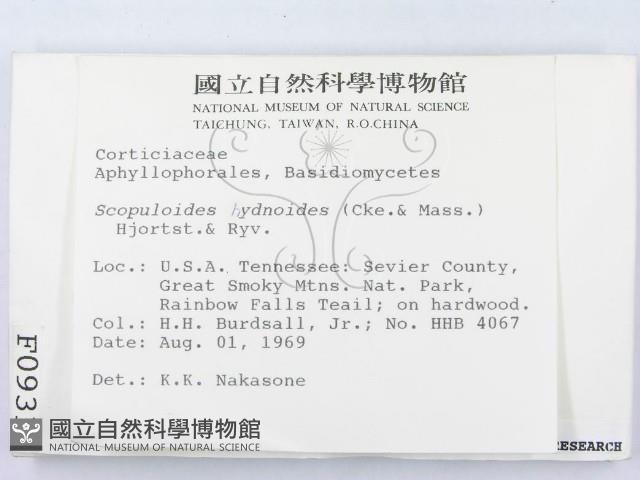 國立自然科學博物館
NATIONAL MUSEUM OF NATURAL SCIENCE
TAICHUNG, TAIWAN, R.O.CHINA
Corticiaceae
Aphyllophorales, Basidiomycetes
Scopuloides hydnoides (Cke.& Mass.)
Hjortst.& Ryv.
Loc.: U.S.A. Tennessee: Sevier County,
Great Smoky Mtns. Nat. Park,
Rainbow Falls Teail; on hardwood.
Col.: H.H. Burdsall, Jr.; No. HHB 4067
Date: Aug. 01, 1969
Det.: K.K. Nakasone
F093
RESEARCH
國立自然科學博物館
NATIONAL MUSEUM OF NATURAL SCIENCE